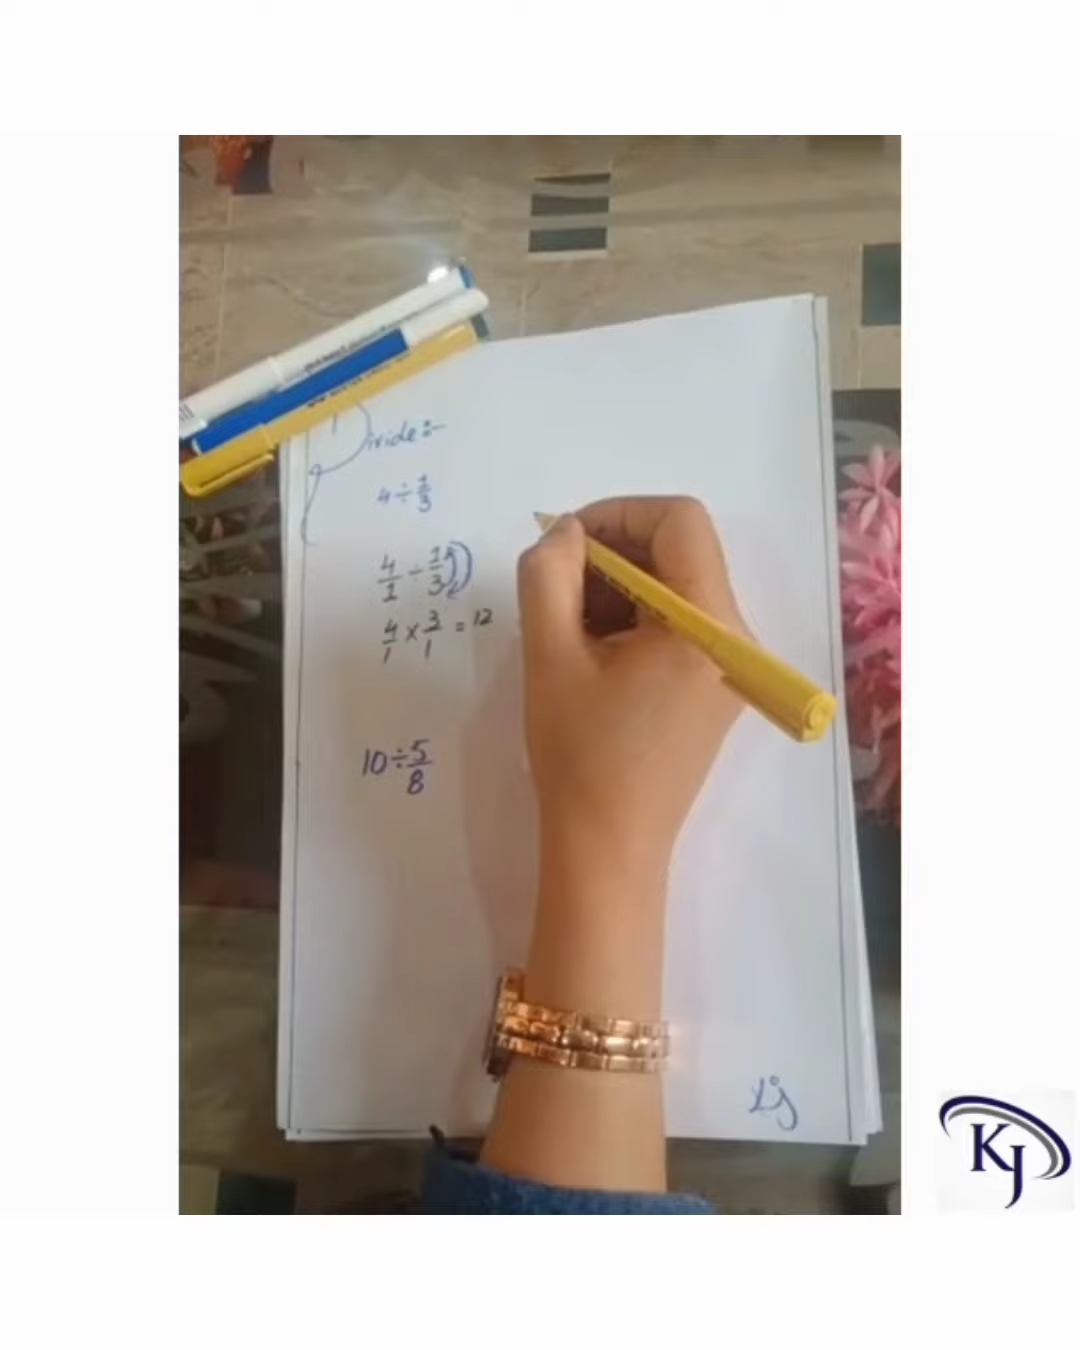 Divide:-
4 ÷ 1/3
4/1 ÷ 1/3
4/1 × 3/1 = 12
10 ÷ 5/8
KJ